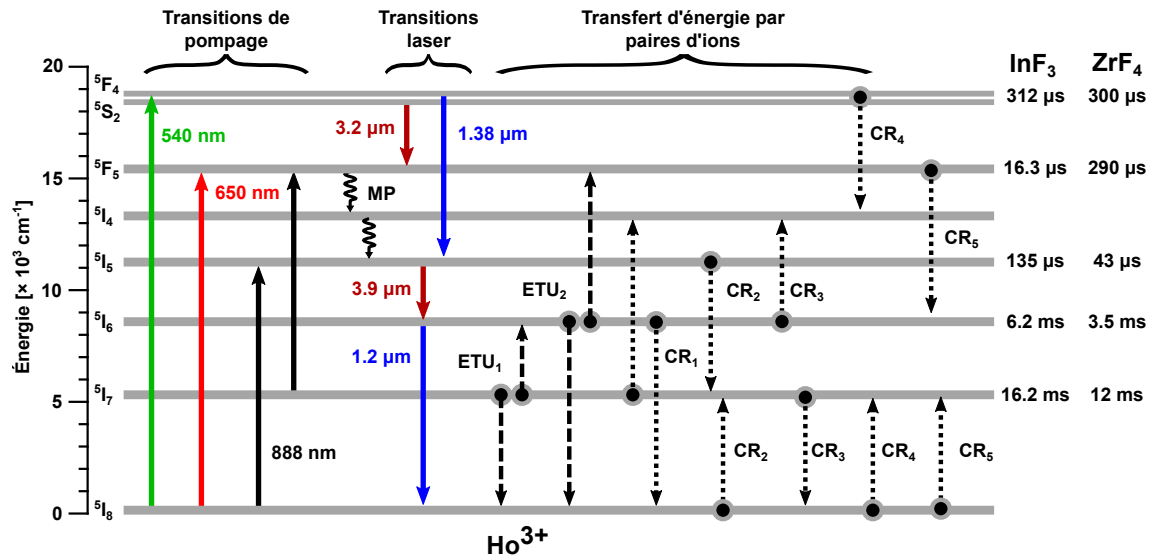 Transitions de pompage
Transitions laser
Transfert d'énergie par paires d'ions
InF₃
ZrF₄
Énergie [× 10³ cm⁻¹]
20
15
10
5
0
⁵F₄
⁵S₂
⁵F₅
⁵I₄
⁵I₅
⁵I₆
⁵I₇
⁵I₈
540 nm
650 nm
888 nm
MP
3.2 µm
1.38 µm
3.9 µm
1.2 µm
ETU₁
ETU₂
CR₁
CR₂
CR₂
CR₃
CR₃
CR₄
CR₄
CR₅
CR₅
312 µs
300 µs
16.3 µs
290 µs
135 µs
43 µs
6.2 ms
3.5 ms
16.2 ms
12 ms
Ho³⁺